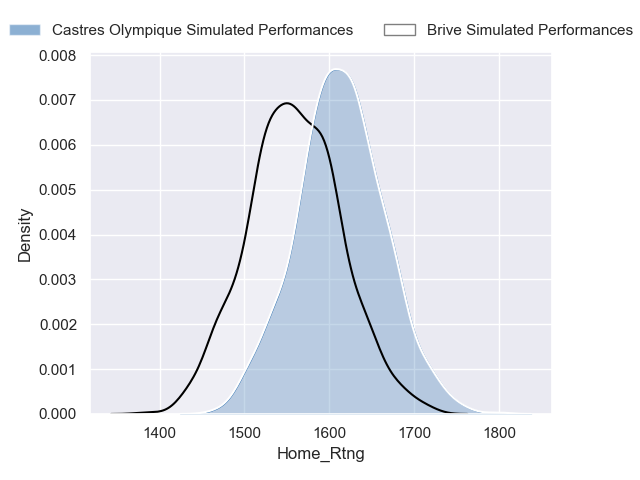 Castres Olympique Simulated Performances
Brive Simulated Performances
0.008
0.007
0.006
0.005
0.004
0.003
0.002
0.001
0.000
Density
1400 1500 1600 1700 1800
Home_Rtng